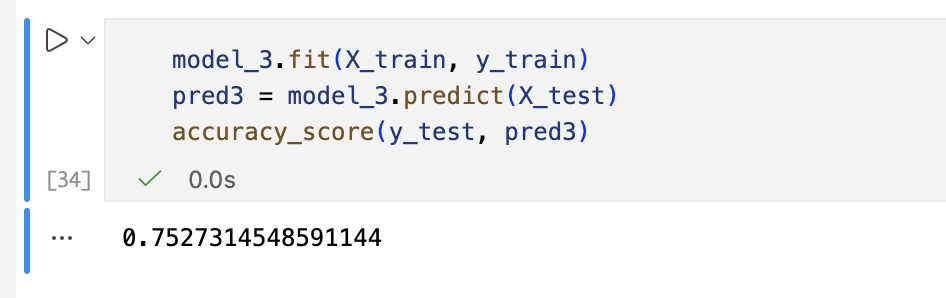 model_3.fit(X_train, y_train)
pred3 = model_3.predict(X_test)
accuracy_score(y_test, pred3)
[34] 0.0s
... 0.7527314548591144